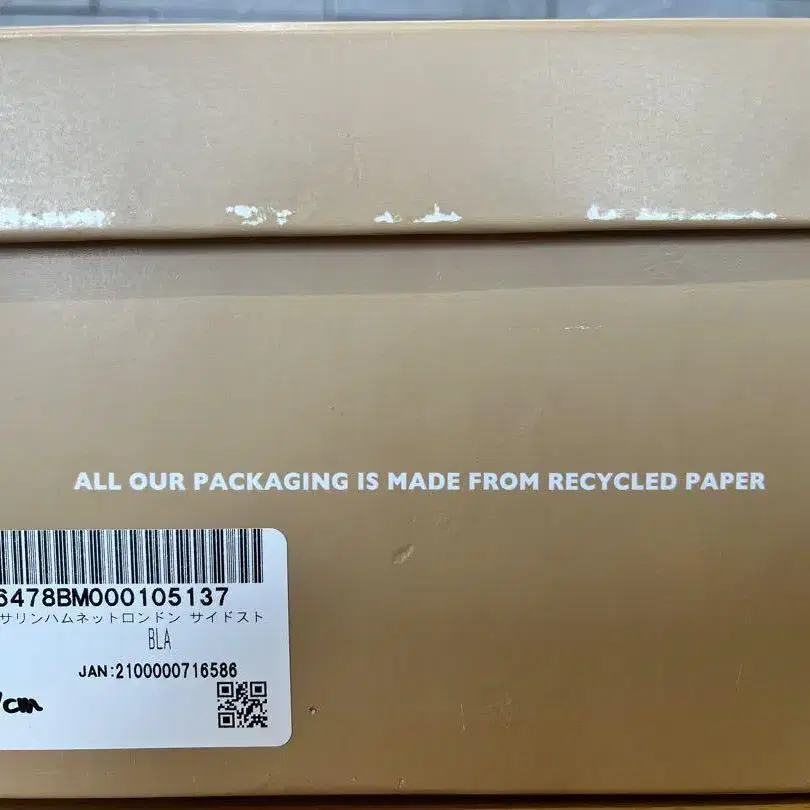 ALL OUR PACKAGING IS MADE FROM RECYCLED PAPER
6478BM000105137
サリンハムネットロンドン サイドスト
BLA
JAN:2100000716586
cm